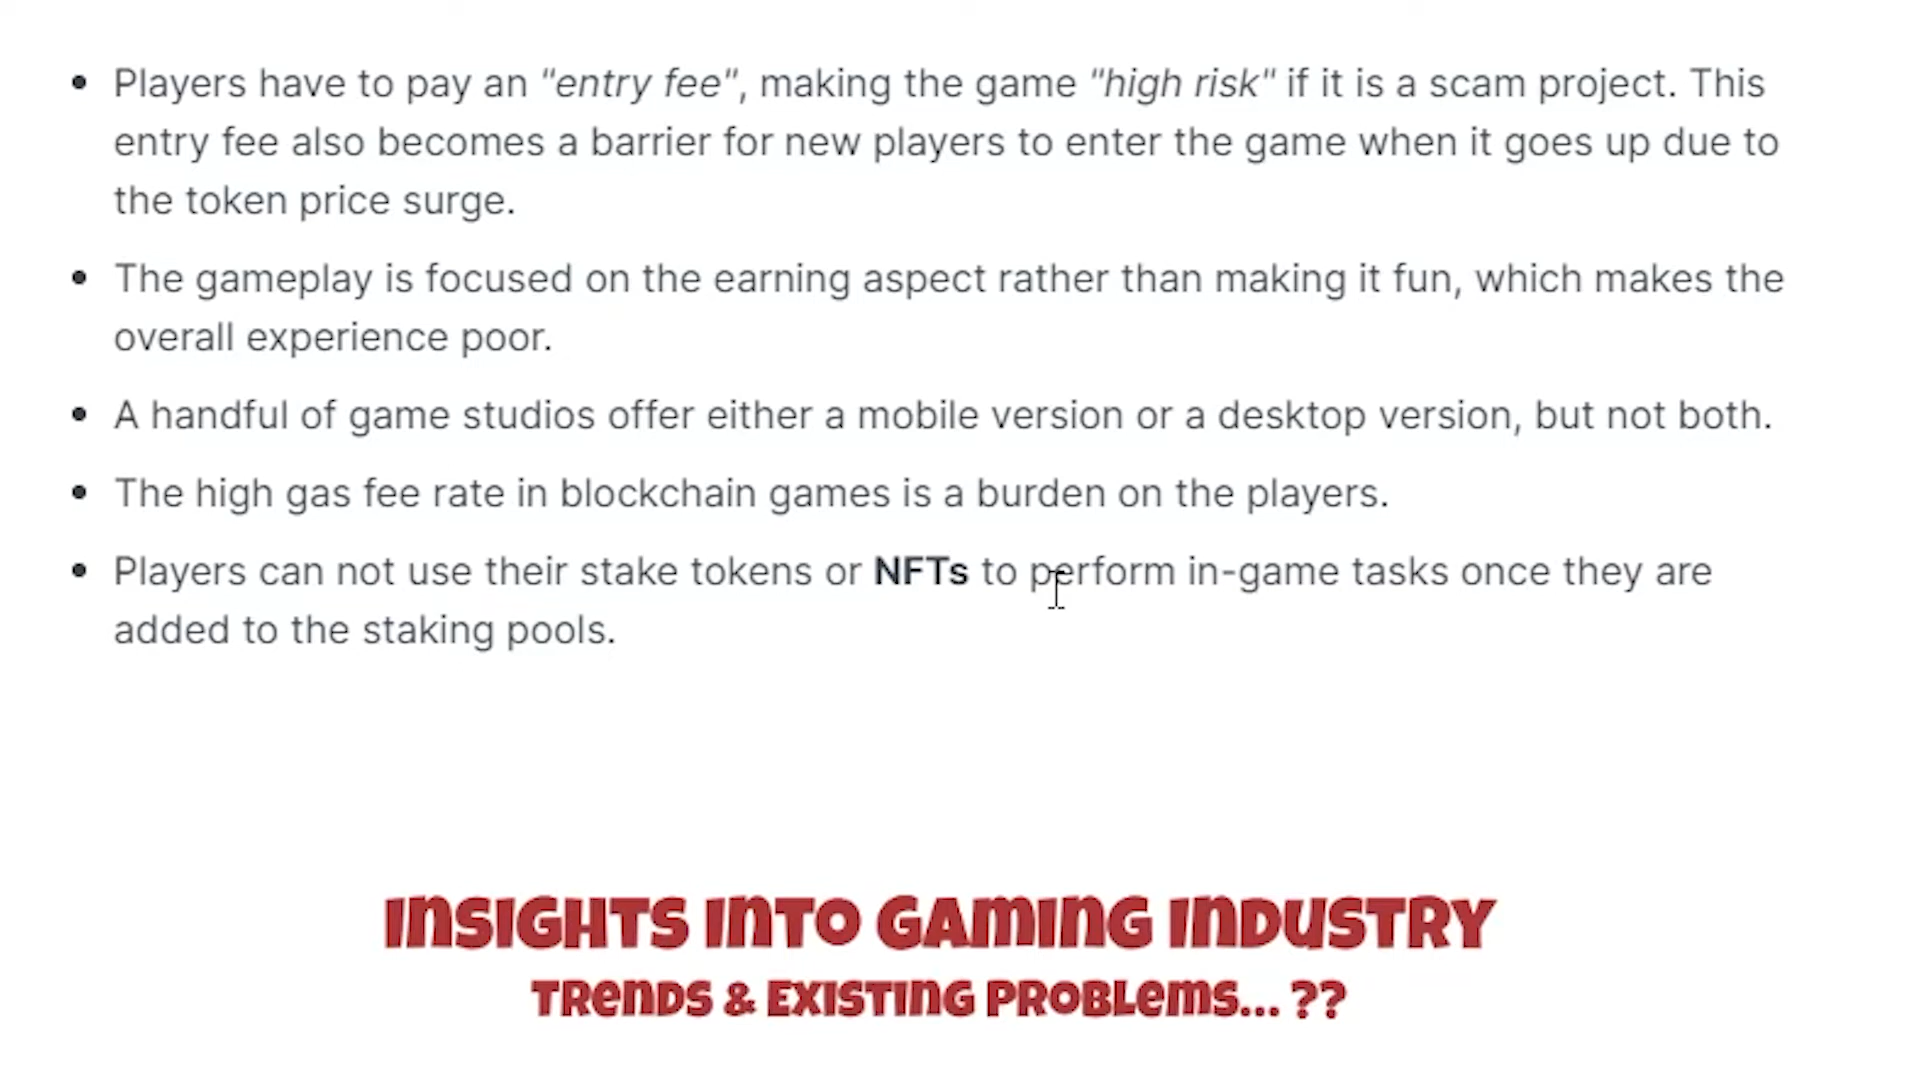 • Players have to pay an "entry fee", making the game "high risk" if it is a scam project. This
entry fee also becomes a barrier for new players to enter the game when it goes up due to
the token price surge.
• The gameplay is focused on the earning aspect rather than making it fun, which makes the
overall experience poor.
• A handful of game studios offer either a mobile version or a desktop version, but not both.
• The high gas fee rate in blockchain games is a burden on the players.
• Players can not use their stake tokens or NFTs to perform in-game tasks once they are
added to the staking pools.
INSIGHTS INTO GAMING INDUSTRY
TRENDS & EXISTING PROBLEMS... ??